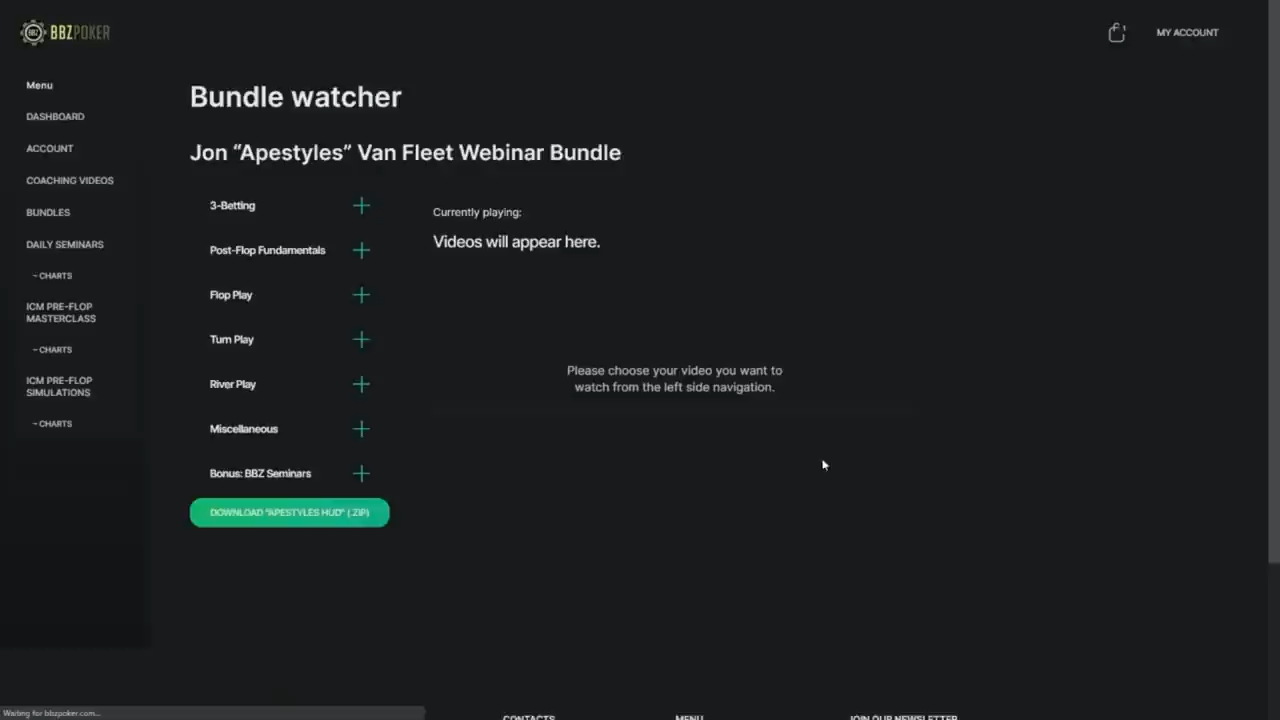 BBZ BBZPOKER
MY ACCOUNT
Menu
DASHBOARD
ACCOUNT
COACHING VIDEOS
BUNDLES
DAILY SEMINARS
– CHARTS
ICM PRE-FLOP
MASTERCLASS
– CHARTS
ICM PRE-FLOP
SIMULATIONS
– CHARTS
Bundle watcher
Jon “Apestyles” Van Fleet Webinar Bundle
3-Betting
Post-Flop Fundamentals
Flop Play
Turn Play
River Play
Miscellaneous
Bonus: BBZ Seminars
DOWNLOAD "APESTYLES HUD" (.ZIP)
Currently playing:
Videos will appear here.
Please choose your video you want to
watch from the left side navigation.
Waiting for bbzpoker.com...
CONTACTS
MENU
JOIN OUR NEWSLETTER